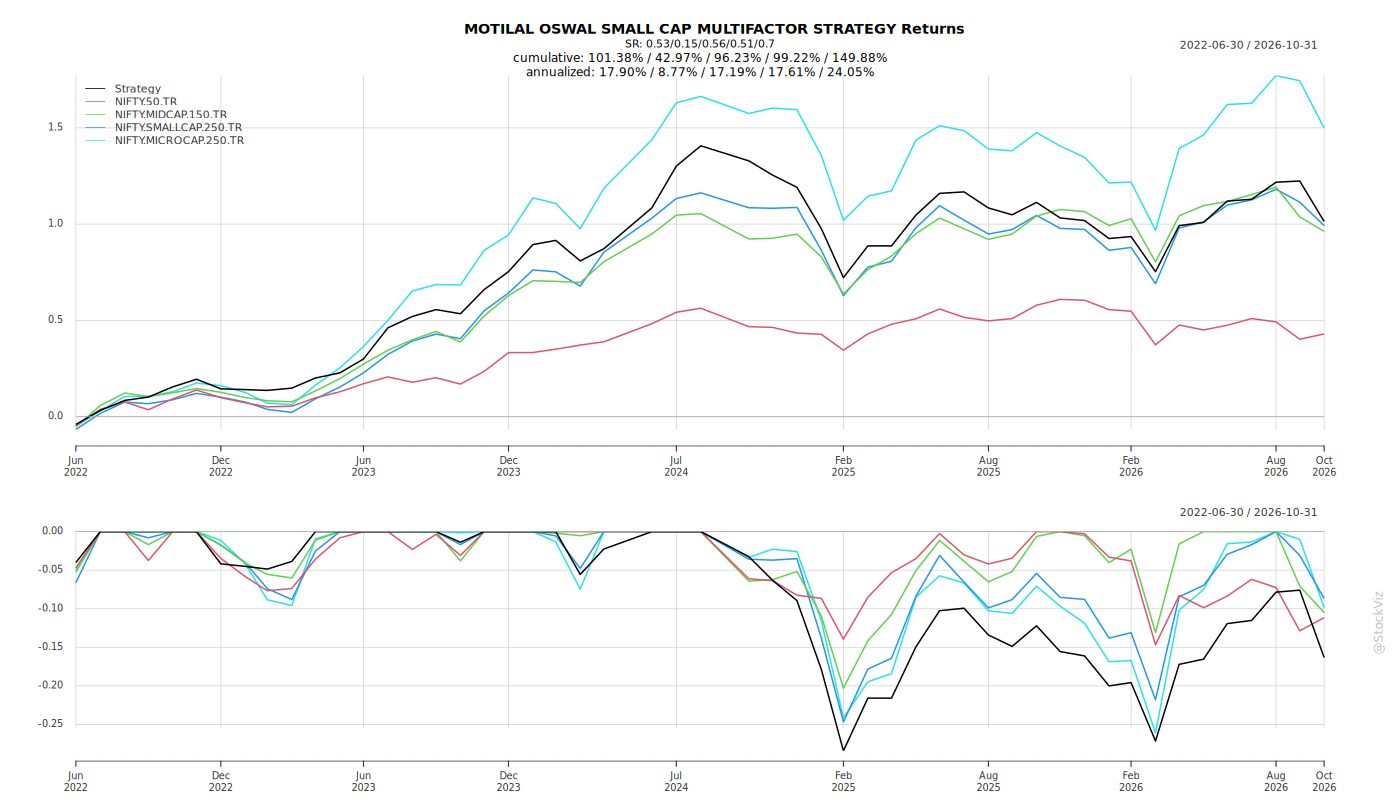 MOTILAL OSWAL SMALL CAP MULTIFACTOR STRATEGY Returns
SR: 0.53/0.15/0.56/0.51/0.7
cumulative: 101.38% / 42.97% / 96.23% / 99.22% / 149.88%
annualized: 17.90% / 8.77% / 17.19% / 17.61% / 24.05%
2022-06-30 / 2026-10-31
Strategy
NIFTY.50.TR
NIFTY.MIDCAP.150.TR
NIFTY.SMALLCAP.250.TR
NIFTY.MICROCAP.250.TR
1.5
1.0
0.5
0.0
Jun Dec Jun Dec Jul Feb Aug Feb Aug Oct
2022 2022 2023 2023 2024 2025 2025 2026 2026 2026
2022-06-30 / 2026-10-31
0.00
-0.05
-0.10
-0.15
-0.20
-0.25
Jun Dec Jun Dec Jul Feb Aug Feb Aug Oct
2022 2022 2023 2023 2024 2025 2025 2026 2026 2026
@StockViz